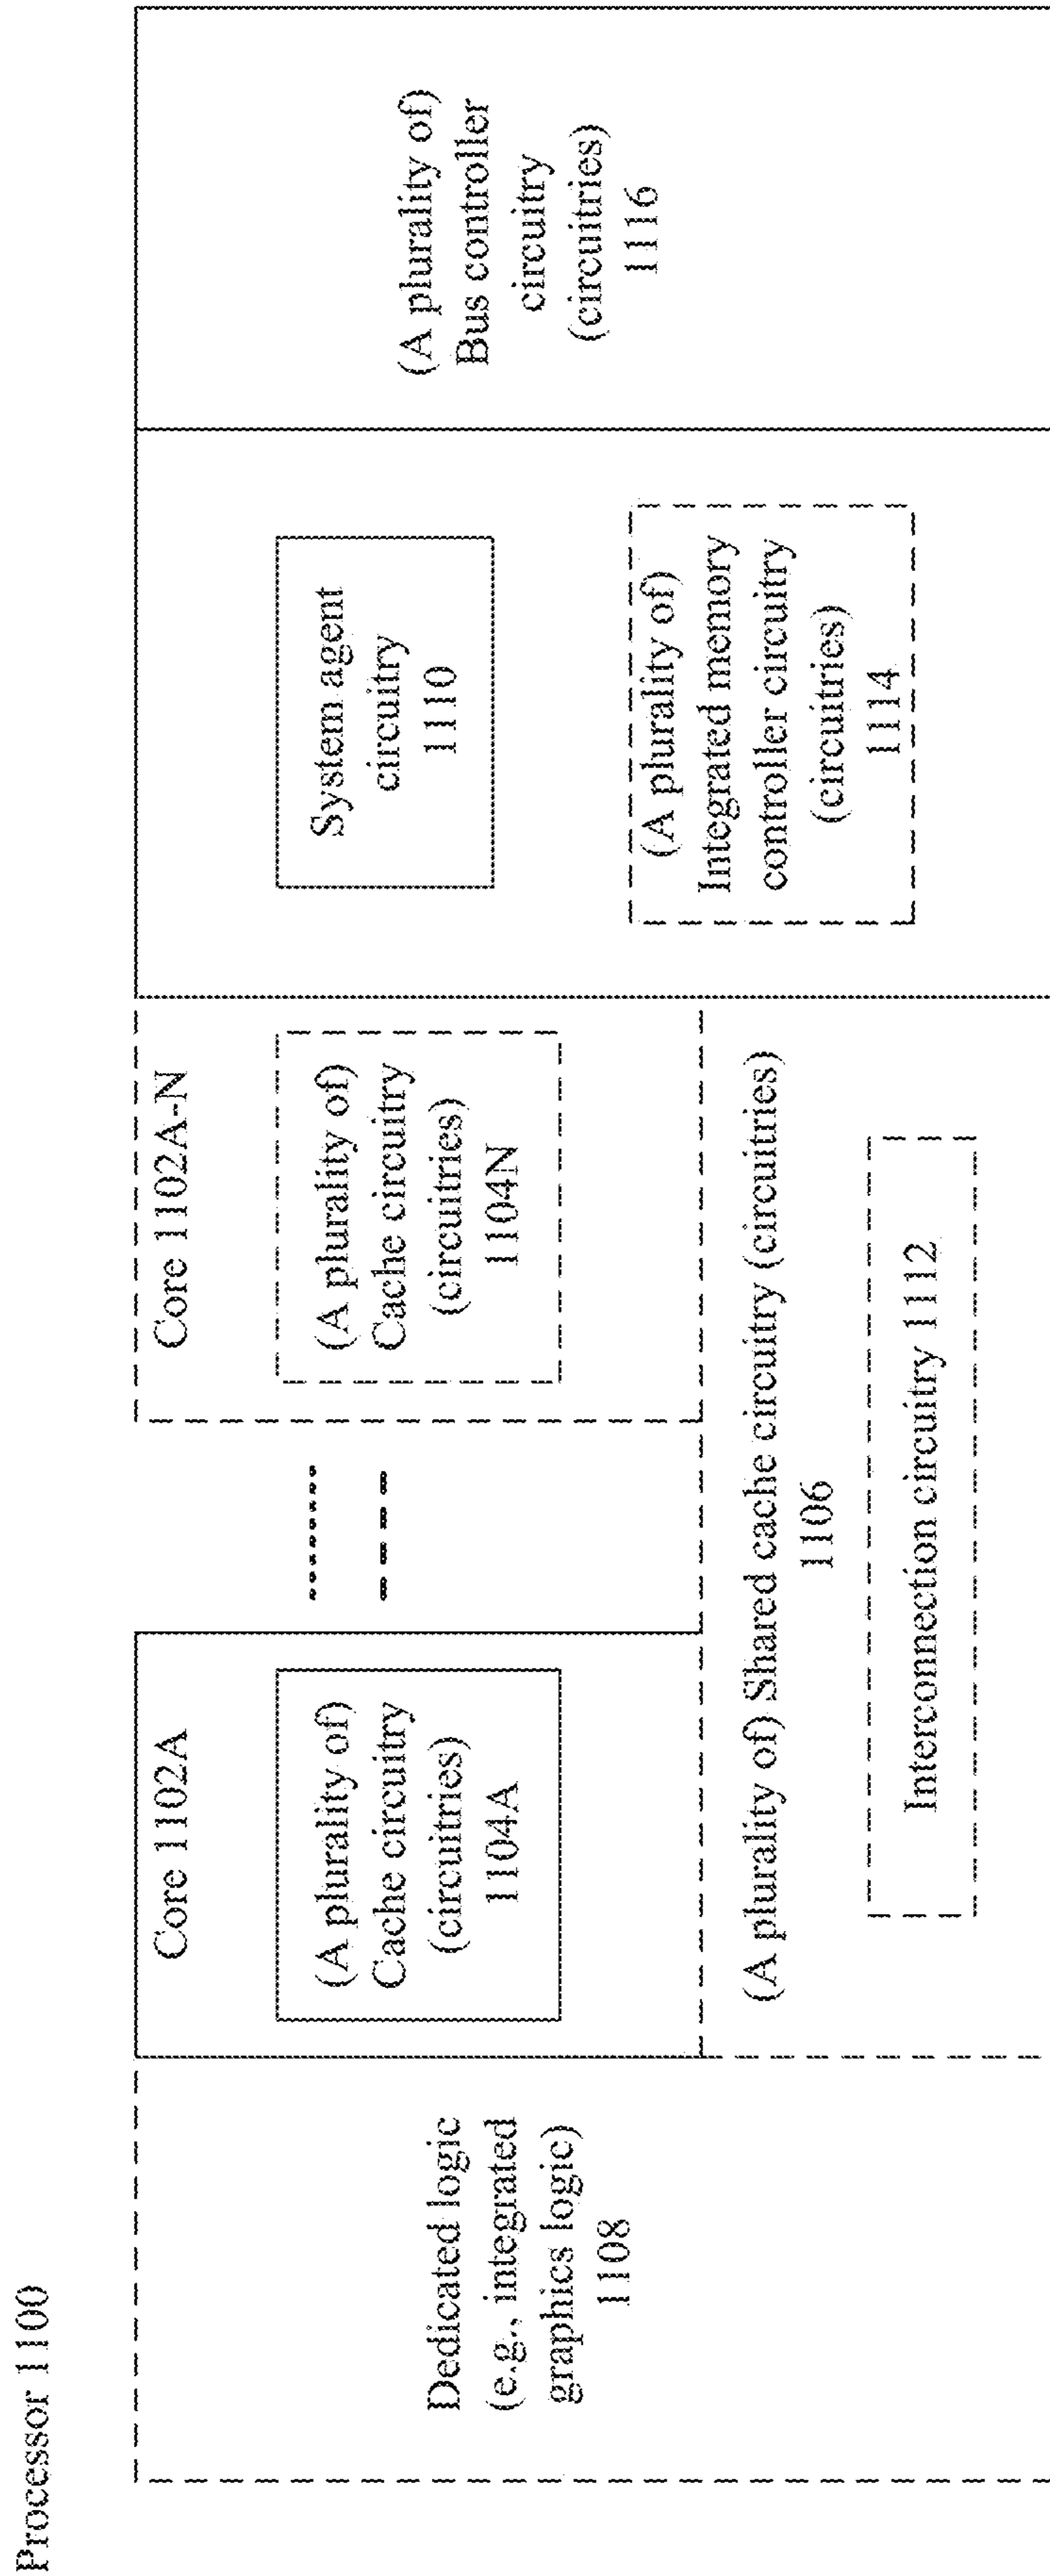 Processor 1100
Dedicated logic
(e.g., integrated
graphics logic)
1108
Core 1102A
(A plurality of)
Cache circuitry
(circuitries)
1104A
Core 1102A-N
(A plurality of)
Cache circuitry
(circuitries)
1104N
(A plurality of) Shared cache circuitry (circuitries)
1106
Interconnection circuitry 1112
System agent
circuitry
1110
(A plurality of)
Integrated memory
controller circuitry
(circuitries)
1114
(A plurality of)
Bus controller
circuitry
(circuitries)
1116